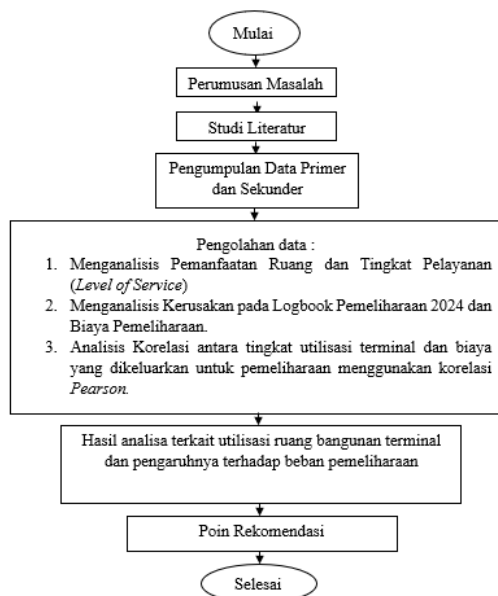 Mulai
Perumusan Masalah
Studi Literatur
Pengumpulan Data Primer
dan Sekunder
Pengolahan data :
1. Menganalisis Pemanfaatan Ruang dan Tingkat Pelayanan
(Level of Service)
2. Menganalisis Kerusakan pada Logbook Pemeliharaan 2024 dan
Biaya Pemeliharaan.
3. Analisis Korelasi antara tingkat utilisasi terminal dan biaya
yang dikeluarkan untuk pemeliharaan menggunakan korelasi
Pearson.
Hasil analisa terkait utilisasi ruang bangunan terminal
dan pengaruhnya terhadap beban pemeliharaan
Poin Rekomendasi
Selesai